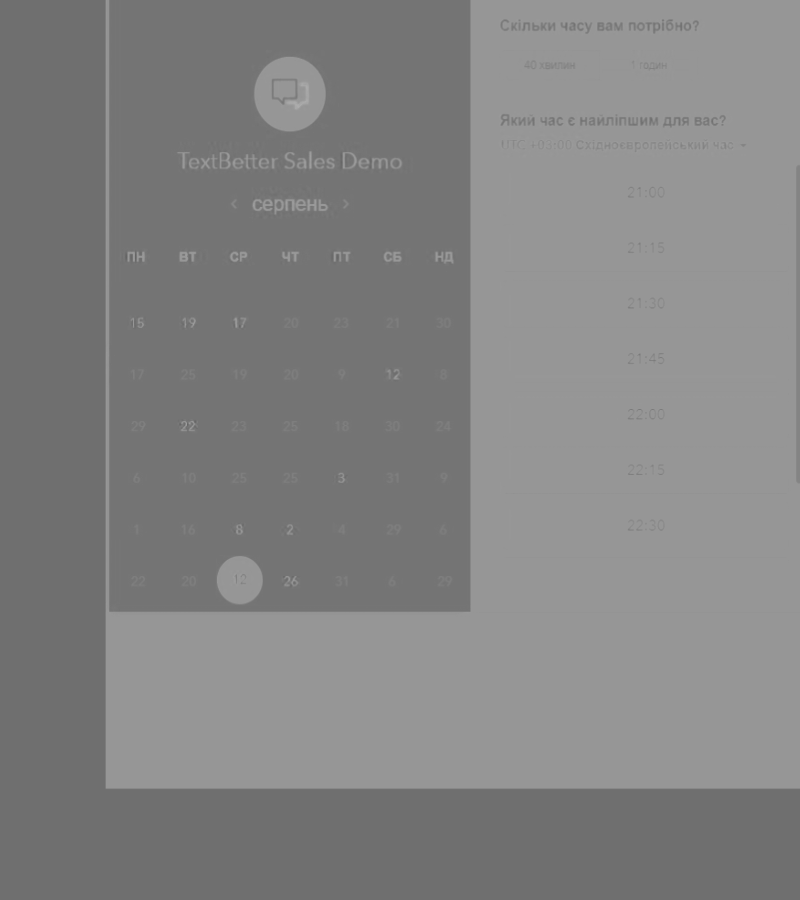 TextBetter Sales Demo
‹ серпень ›
ПН ВТ СР ЧТ ПТ СБ НД
15 19 17 20 23 21 30
17 25 19 20 9 12 8
29 22 23 25 18 30 24
6 10 25 25 3 31 9
1 16 8 2 4 29 6
22 20 12 26 31 6 29
Скільки часу вам потрібно?
40 хвилин 1 годин
Який час є найліпшим для вас?
UTC +03:00 Східноєвропейський час
21:00
21:15
21:30
21:45
22:00
22:15
22:30